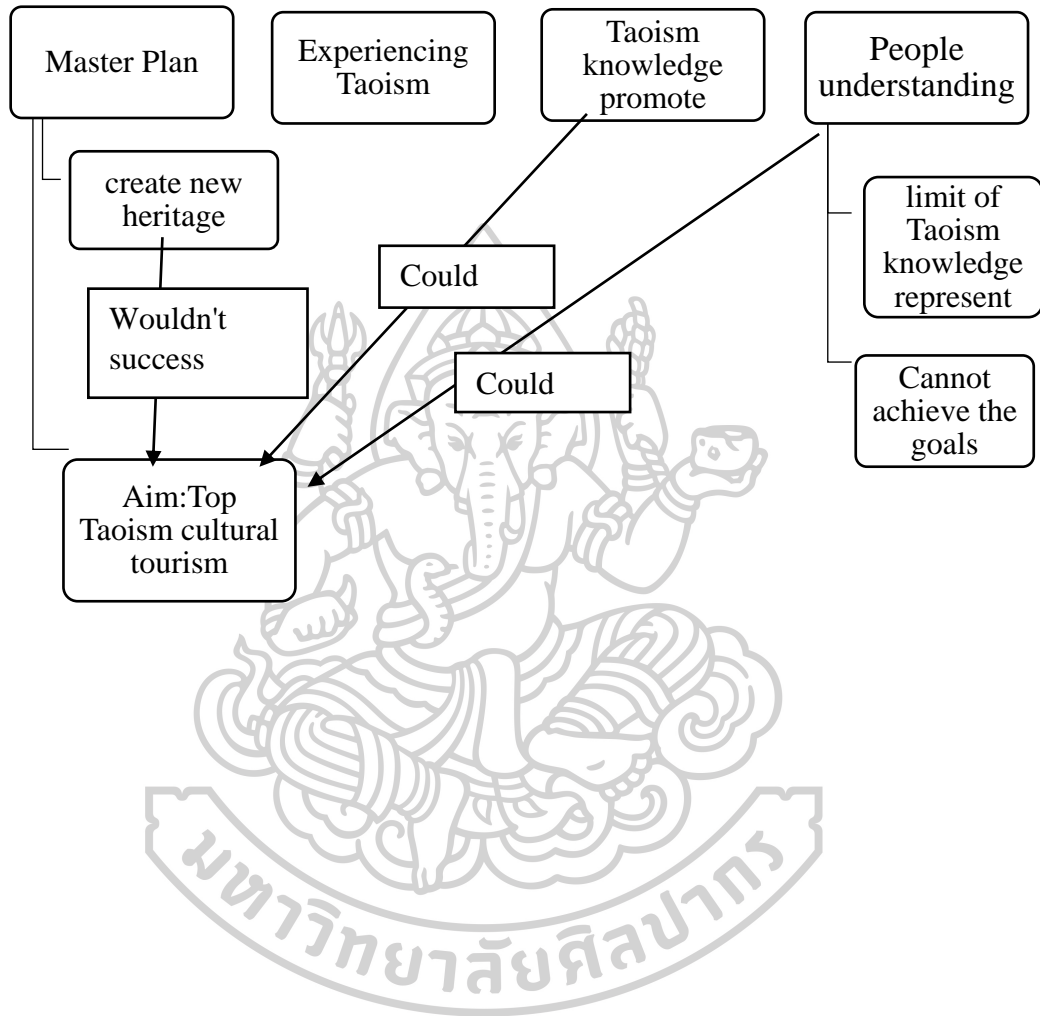 Master Plan
Experiencing
Taoism
Taoism
knowledge
promote
People
understanding
create new
heritage
limit of
Taoism
knowledge
represent
Could
Wouldn't
success
Could
Cannot
achieve the
goals
Aim:Top
Taoism cultural
tourism
มหาวิทยาลัยศิลปากร